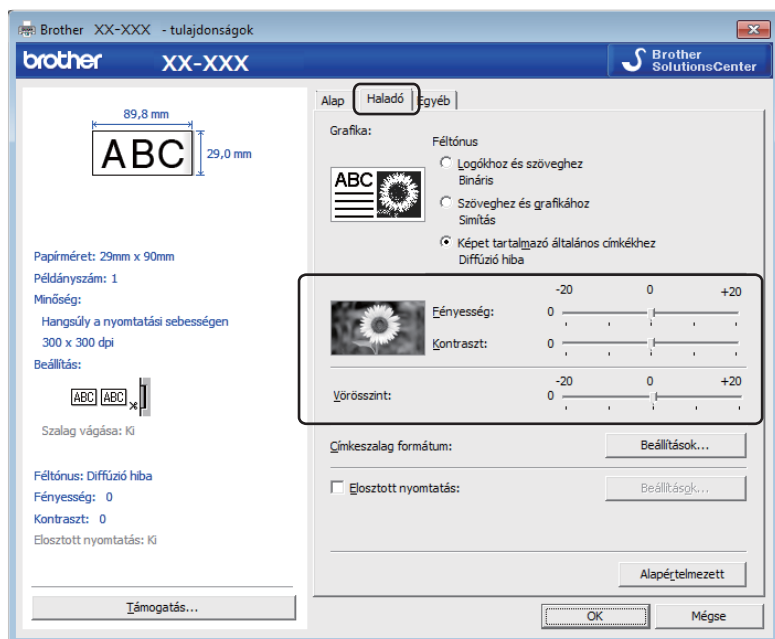 Brother XX-XXX - tulajdonságok
brother XX-XXX
Brother
SolutionsCenter
89,8 mm
ABC
29,0 mm
Papírméret: 29mm x 90mm
Példányszám: 1
Minőség:
Hangsúly a nyomtatási sebességen
300 x 300 dpi
Beállítás:
ABC ABC
Szalag vágása: Ki
Féltónus: Diffúzió hiba
Fényesség: 0
Kontraszt: 0
Elosztott nyomtatás: Ki
Támogatás...
Alap Haladó Egyéb
Grafika:
ABC
Féltónus
Logókhoz és szöveghez
Bináris
Szöveghez és grafikához
Simítás
Képet tartalmazó általános címkékhez
Diffúzió hiba
-20 0 +20
Fényesség: 0
Kontraszt: 0
-20 0 +20
Vörösszint: 0
Címkeszalag formátum: Beállítások...
Elosztott nyomtatás: Beállítások...
Alapértelmezett
OK Mégse